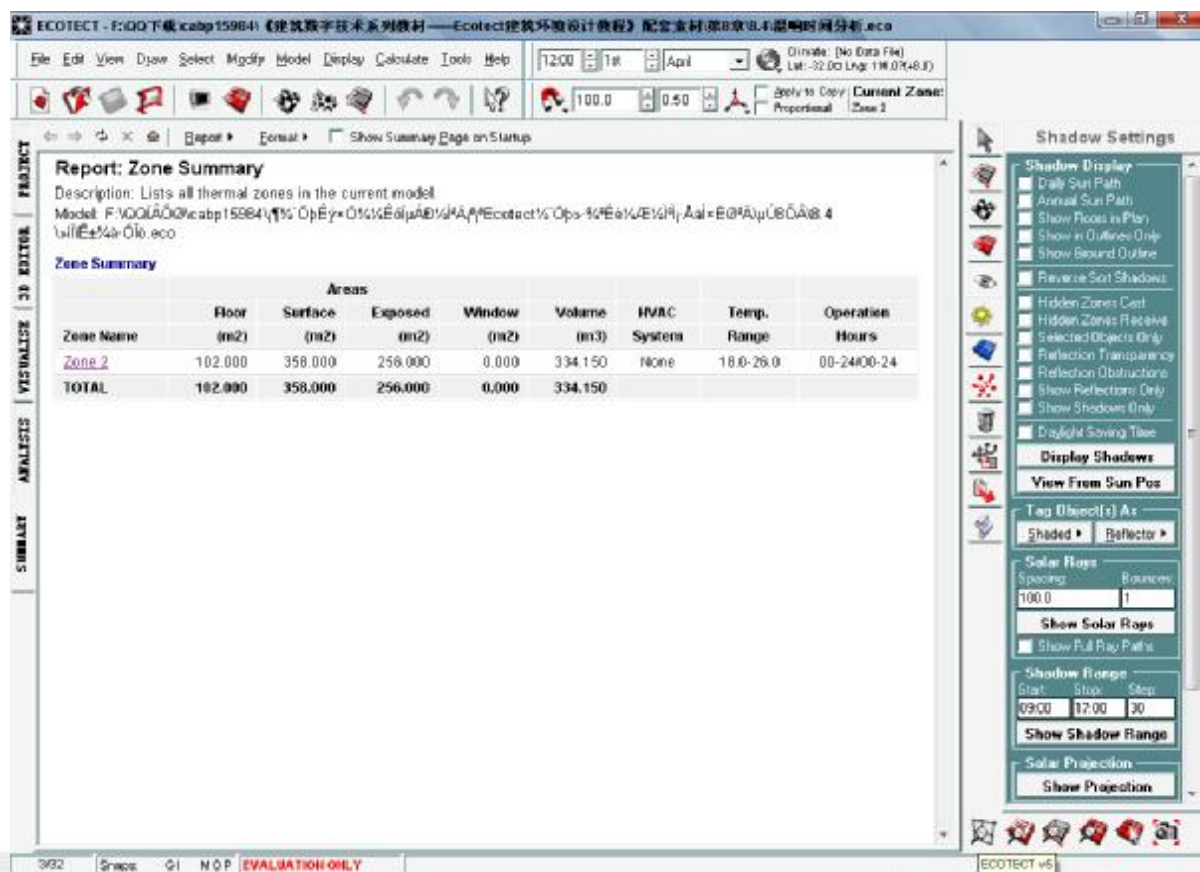 ECOTECT - F:\QQ下载\cabp15984\《建筑数字技术系列教材——Ecotect建筑环境设计教程》配套素材\第8章\8.4\混响时间分析.eco
File Edit View Draw Select Modify Model Display Calculate Tools Help
12:00 1st April
Climate: [No Data File]
100.0 0.50
Apply to Copy
Proportional
Current Zone:
Zone 2
Report Format Show Summary Page on Startup
PROJECT
3D EDITOR
VISUALISE
ANALYSIS
SUMMARY
Report: Zone Summary
Description: Lists all thermal zones in the current model.
Zone Summary
Areas
Floor Surface Exposed Window Volume HVAC Temp. Operation
Zone Name (m2) (m2) (m2) (m2) (m3) System Range Hours
Zone 2 102.000 358.000 256.000 0.000 334.150 None 18.0-26.0 00-24/00-24
TOTAL 102.000 358.000 256.000 0.000 334.150
Shadow Settings
Shadow Display
Daily Sun Path
Annual Sun Path
Show Floors in Plan
Show in Outlines Only
Show Ground Outline
Reverse Sort Shadows
Hidden Zones Cast
Hidden Zones Receive
Selected Objects Only
Reflection Transparency
Reflection Obstructions
Show Reflections Only
Show Shadows Only
Daylight Saving Time
Display Shadows
View From Sun Pos
Tag Object(s) As
Shaded Reflector
Solar Rays
Spacing: Bounces:
100.0 1
Show Solar Rays
Show Full Ray Paths
Shadow Range
Start: Stop: Step:
09:00 17:00 30
Show Shadow Range
Solar Projection
Show Projection
3/32 Snaps: GI N O P EVALUATION ONLY
ECOTECT v5